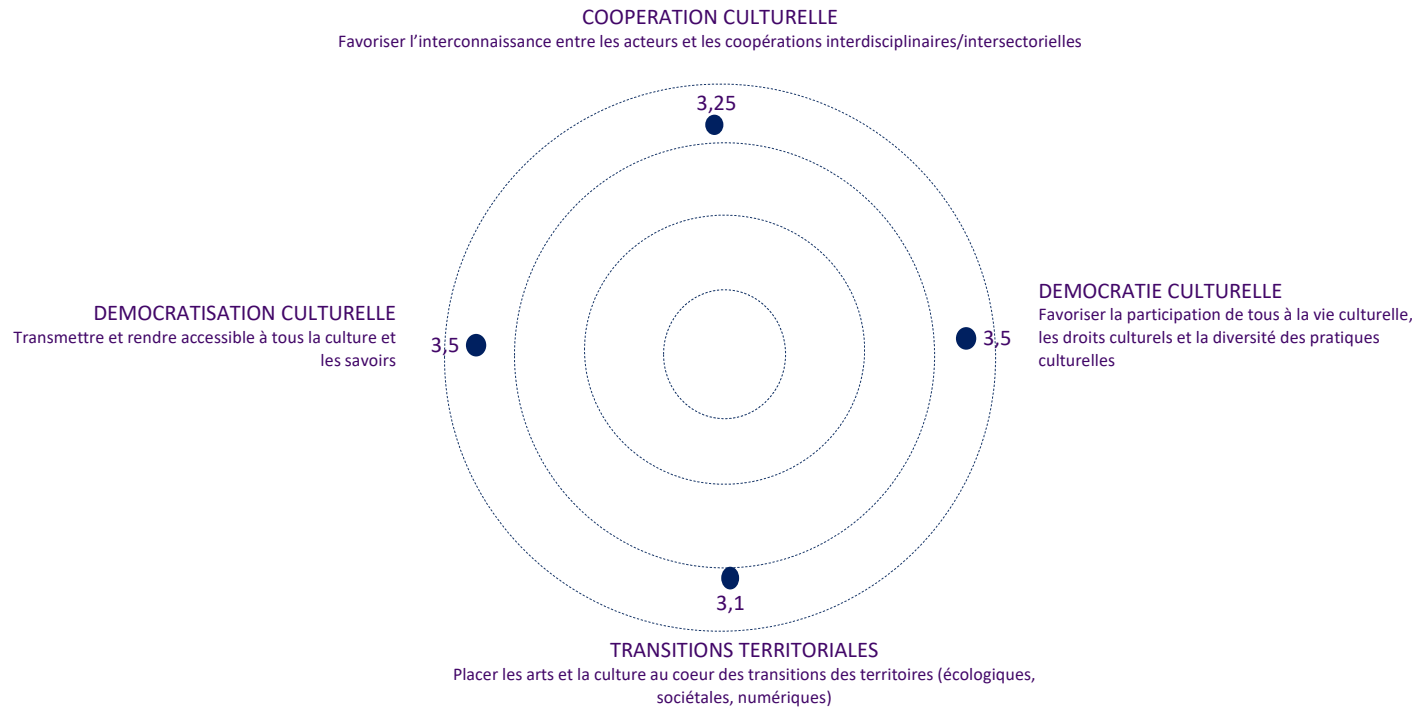 COOPERATION CULTURELLE
Favoriser l’interconnaissance entre les acteurs et les coopérations interdisciplinaires/intersectorielles
3,25
DEMOCRATISATION CULTURELLE
Transmettre et rendre accessible à tous la culture et
les savoirs
3,5
3,5
DEMOCRATIE CULTURELLE
Favoriser la participation de tous à la vie culturelle,
les droits culturels et la diversité des pratiques
culturelles
3,1
TRANSITIONS TERRITORIALES
Placer les arts et la culture au coeur des transitions des territoires (écologiques,
sociétales, numériques)